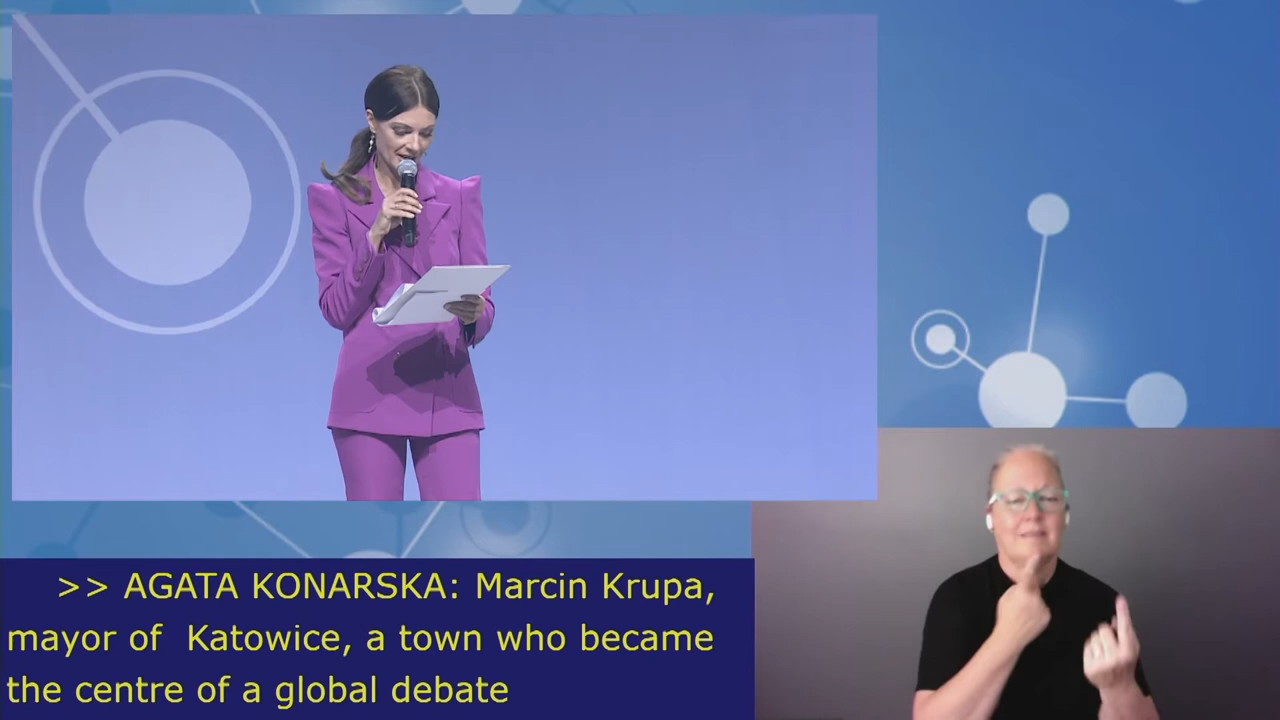 >> AGATA KONARSKA: Marcin Krupa,
mayor of  Katowice, a town who became
the centre of a global debate